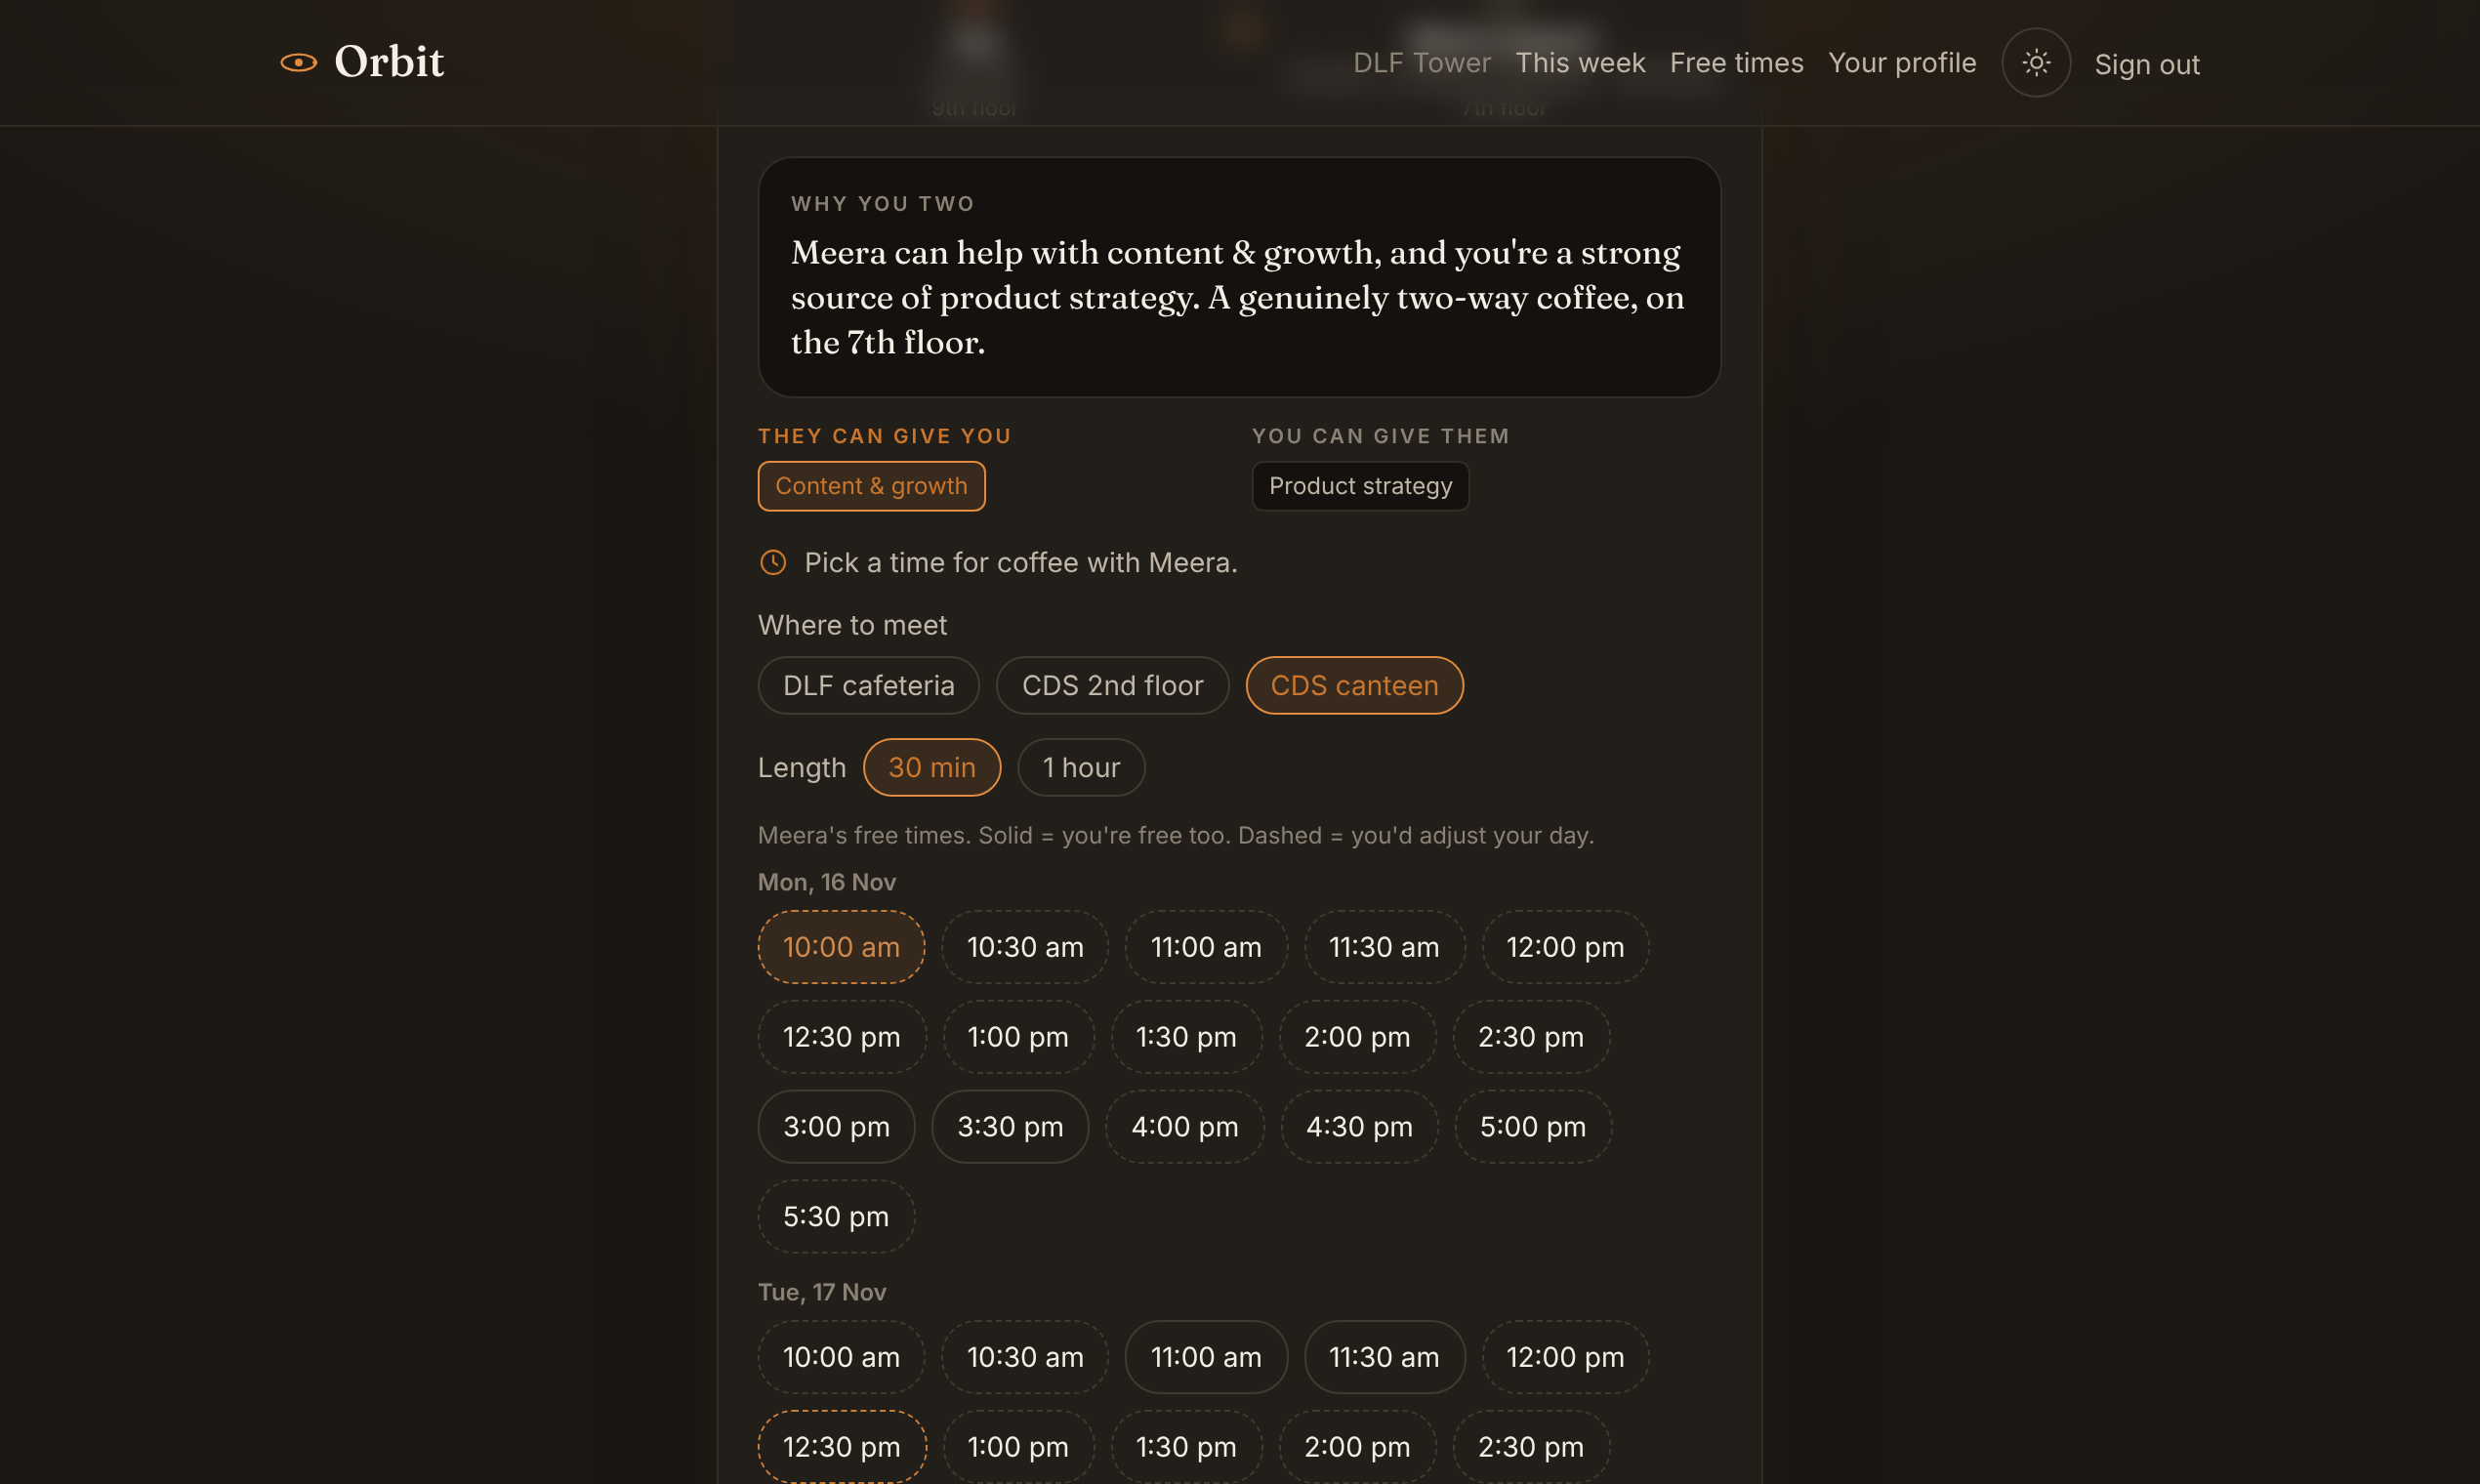 Orbit
DLF Tower This week Free times Your profile Sign out
9th floor 7th floor
WHY YOU TWO
Meera can help with content & growth, and you're a strong
source of product strategy. A genuinely two-way coffee, on
the 7th floor.
THEY CAN GIVE YOU YOU CAN GIVE THEM
Content & growth Product strategy
Pick a time for coffee with Meera.
Where to meet
DLF cafeteria CDS 2nd floor CDS canteen
Length 30 min 1 hour
Meera's free times. Solid = you're free too. Dashed = you'd adjust your day.
Mon, 16 Nov
10:00 am 10:30 am 11:00 am 11:30 am 12:00 pm
12:30 pm 1:00 pm 1:30 pm 2:00 pm 2:30 pm
3:00 pm 3:30 pm 4:00 pm 4:30 pm 5:00 pm
5:30 pm
Tue, 17 Nov
10:00 am 10:30 am 11:00 am 11:30 am 12:00 pm
12:30 pm 1:00 pm 1:30 pm 2:00 pm 2:30 pm